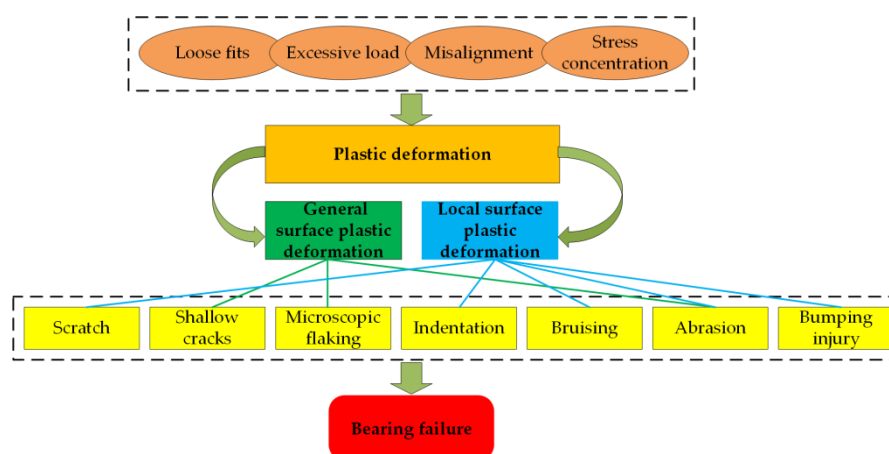 Loose fits
Excessive load
Misalignment
Stress
concentration
Plastic deformation
General
surface plastic
deformation
Local surface
plastic
deformation
Scratch
Shallow
cracks
Microscopic
flaking
Indentation
Bruising
Abrasion
Bumping
injury
Bearing failure